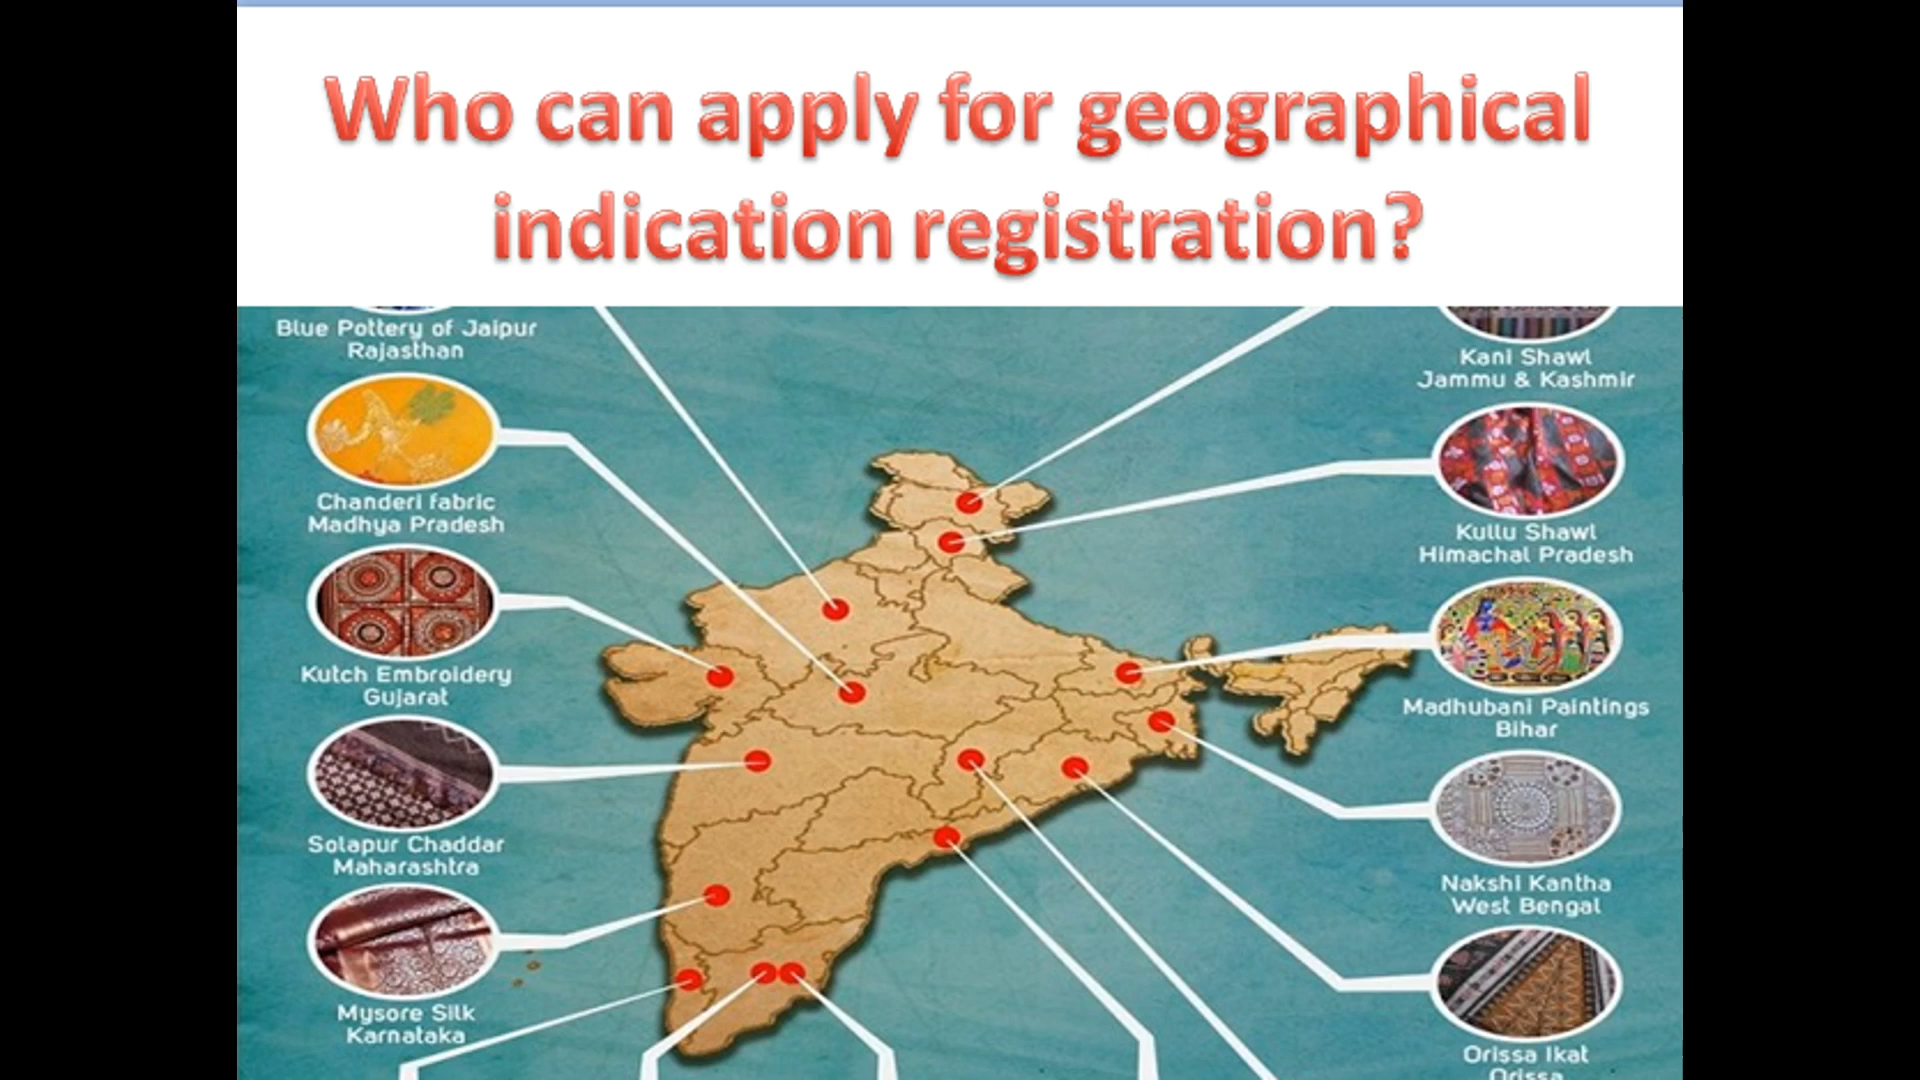 Who can apply for geographical
indication registration?
Blue Pottery of Jaipur
Rajasthan
Chanderi fabric
Madhya Pradesh
Kutch Embroidery
Gujarat
Solapur Chaddar
Maharashtra
Mysore Silk
Karnataka
Kani Shawl
Jammu & Kashmir
Kullu Shawl
Himachal Pradesh
Madhubani Paintings
Bihar
Nakshi Kantha
West Bengal
Orissa Ikat
Orissa